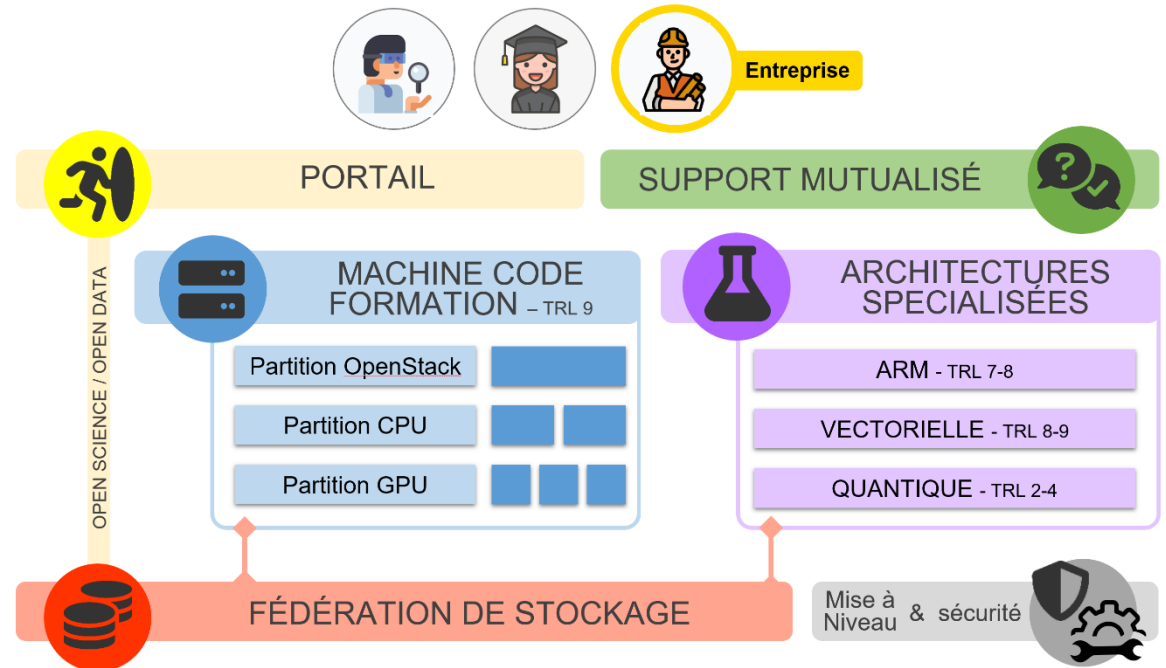 Entreprise
PORTAIL
SUPPORT MUTUALISÉ
?
OPEN SCIENCE / OPEN DATA
MACHINE CODE
FORMATION – TRL 9
Partition OpenStack
Partition CPU
Partition GPU
ARCHITECTURES
SPECIALISÉES
ARM - TRL 7-8
VECTORIELLE - TRL 8-9
QUANTIQUE - TRL 2-4
FÉDÉRATION DE STOCKAGE
Mise à
Niveau & sécurité